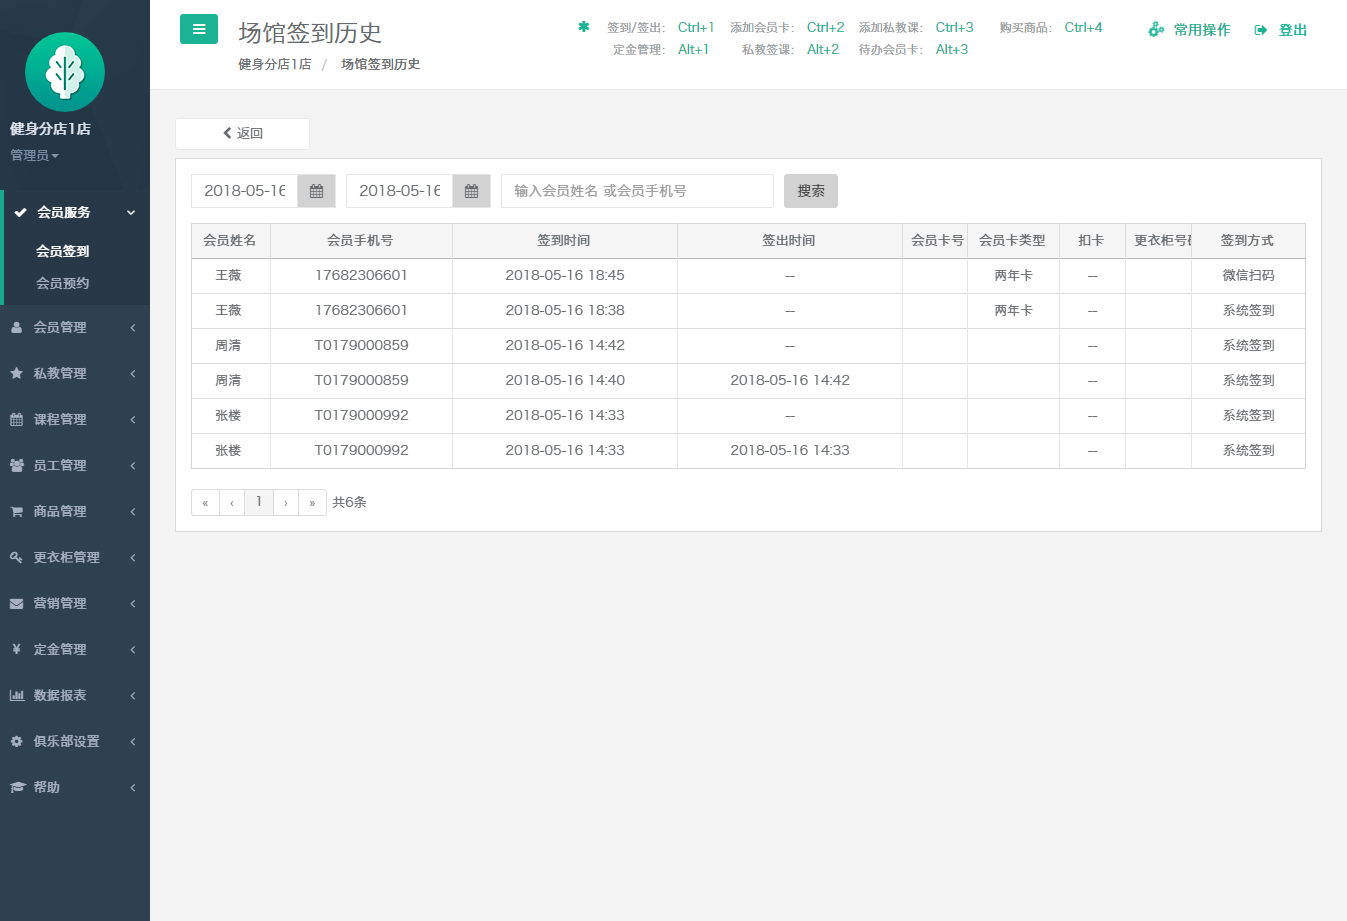 健身分店1店
管理员
会员服务
会员签到
会员预约
会员管理
私教管理
课程管理
员工管理
商品管理
更衣柜管理
营销管理
定金管理
数据报表
俱乐部设置
帮助
场馆签到历史
健身分店1店 / 场馆签到历史
签到/签出: Ctrl+1 添加会员卡: Ctrl+2 添加私教课: Ctrl+3 购买商品: Ctrl+4
定金管理: Alt+1 私教签课: Alt+2 待办会员卡: Alt+3
常用操作 登出
返回
2018-05-16 2018-05-16 输入会员姓名 或会员手机号 搜索
会员姓名 会员手机号 签到时间 签出时间 会员卡号 会员卡类型 扣卡 更衣柜号 签到方式
王薇 17682306601 2018-05-16 18:45 -- 两年卡 -- 微信扫码
王薇 17682306601 2018-05-16 18:38 -- 两年卡 -- 系统签到
周清 T0179000859 2018-05-16 14:42 -- -- 系统签到
周清 T0179000859 2018-05-16 14:40 2018-05-16 14:42 -- 系统签到
张楼 T0179000992 2018-05-16 14:33 -- -- 系统签到
张楼 T0179000992 2018-05-16 14:33 2018-05-16 14:33 -- 系统签到
« ‹ 1 › » 共6条